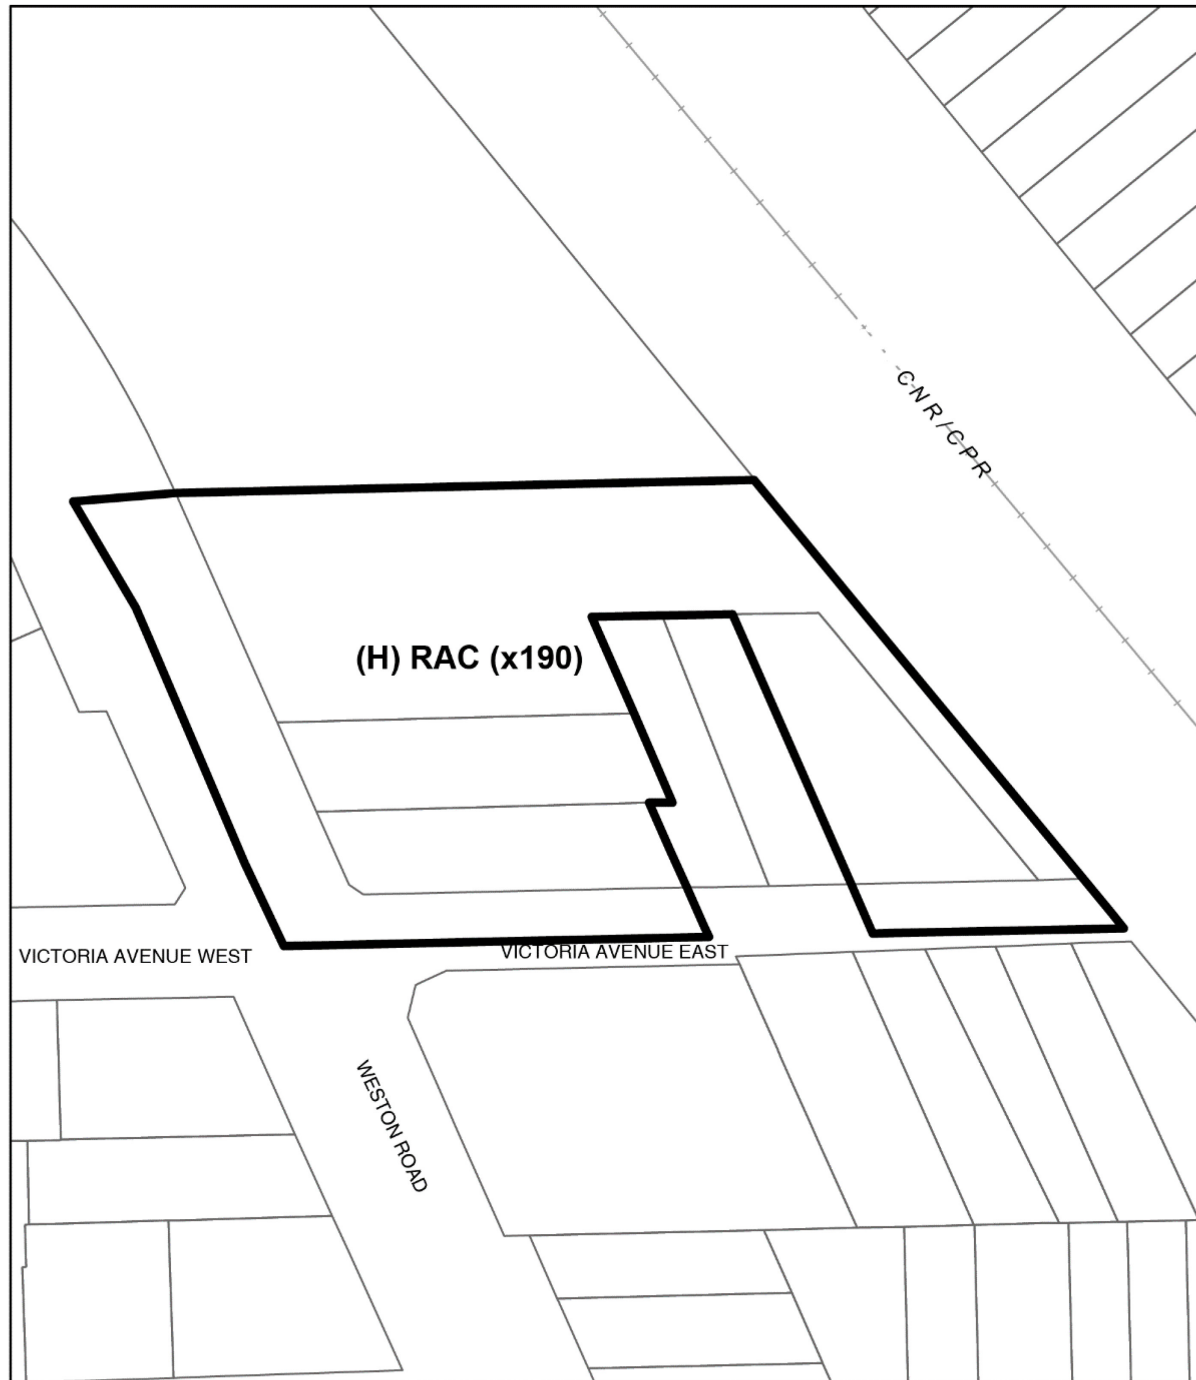 CNR/CPR
(H) RAC (x190)
VICTORIA AVENUE WEST
VICTORIA AVENUE EAST
WESTON ROAD